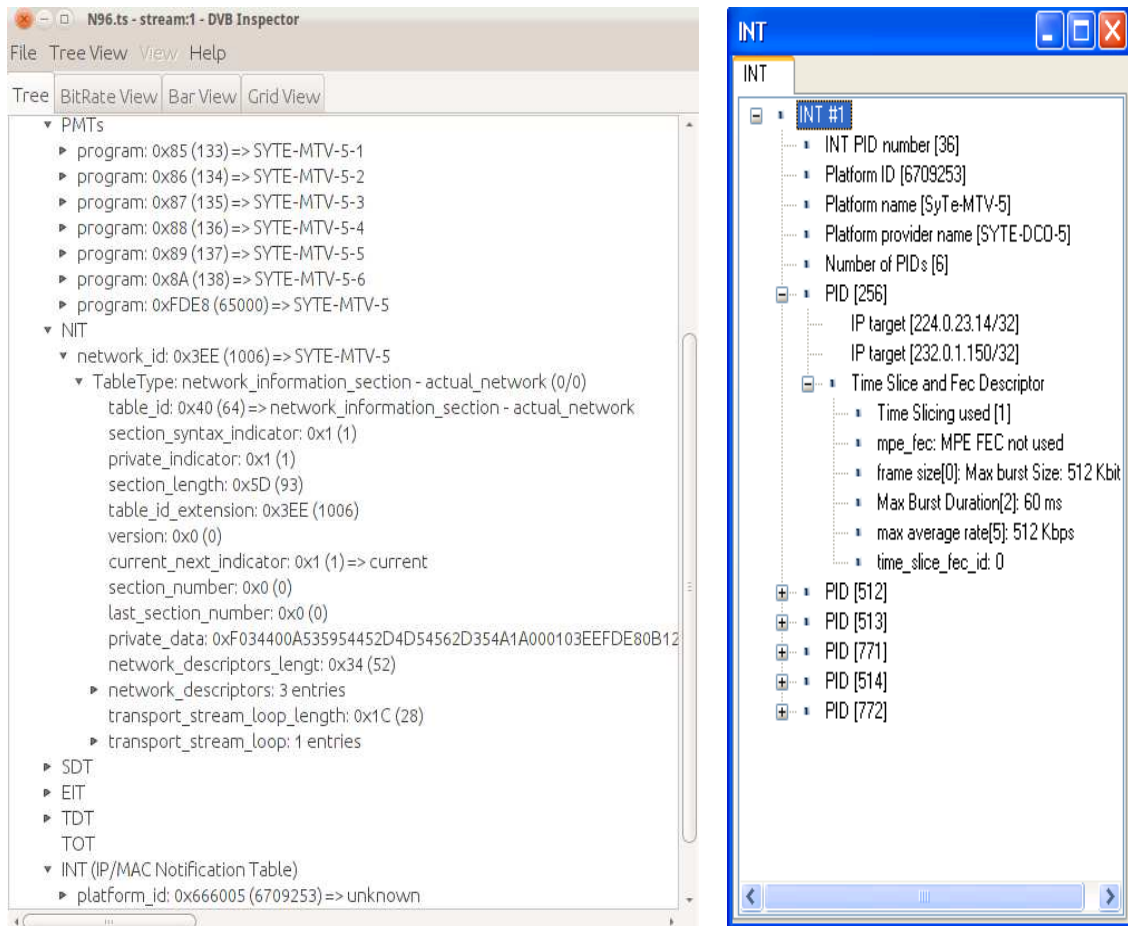 N96.ts - stream:1 - DVB Inspector
File Tree View View Help
Tree BitRate View Bar View Grid View
PMTs
program: 0x85 (133) => SYTE-MTV-5-1
program: 0x86 (134) => SYTE-MTV-5-2
program: 0x87 (135) => SYTE-MTV-5-3
program: 0x88 (136) => SYTE-MTV-5-4
program: 0x89 (137) => SYTE-MTV-5-5
program: 0x8A (138) => SYTE-MTV-5-6
program: 0xFDE8 (65000) => SYTE-MTV-5
NIT
network_id: 0x3EE (1006) => SYTE-MTV-5
TableType: network_information_section - actual_network (0/0)
table_id: 0x40 (64) => network_information_section - actual_network
section_syntax_indicator: 0x1 (1)
private_indicator: 0x1 (1)
section_length: 0x5D (93)
table_id_extension: 0x3EE (1006)
version: 0x0 (0)
current_next_indicator: 0x1 (1) => current
section_number: 0x0 (0)
last_section_number: 0x0 (0)
private_data: 0xF034400A535954452D4D54562D354A1A000103EEFDE80B12
network_descriptors_lengt: 0x34 (52)
network_descriptors: 3 entries
transport_stream_loop_length: 0x1C (28)
transport_stream_loop: 1 entries
SDT
EIT
TDT
TOT
INT (IP/MAC Notification Table)
platform_id: 0x666005 (6709253) => unknown
INT
INT
INT #1
INT PID number [36]
Platform ID [6709253]
Platform name [SyTe-MTV-5]
Platform provider name [SYTE-DCO-5]
Number of PIDs [6]
PID [256]
IP target [224.0.23.14/32]
IP target [232.0.1.150/32]
Time Slice and Fec Descriptor
Time Slicing used [1]
mpe_fec: MPE FEC not used
frame size[0]: Max burst Size: 512 Kbit
Max Burst Duration[2]: 60 ms
max average rate[5]: 512 Kbps
time_slice_fec_id: 0
PID [512]
PID [513]
PID [771]
PID [514]
PID [772]